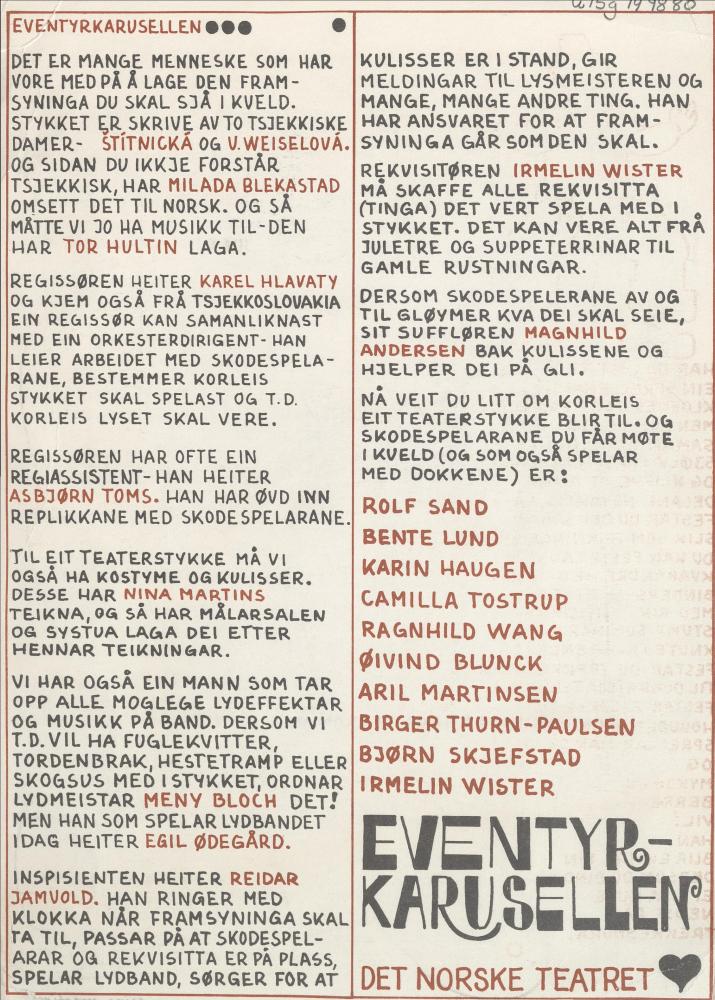 EVENTYRKARUSELLEN
DET ER MANGE MENNESKE SOM HAR
VORE MED PÅ Å LAGE DEN FRAM-
SYNINGA DU SKAL SJÅ I KVELD.
STYKKET ER SKRIVE AV TO TSJEKKISKE
DAMER- ŠTÍTNICKÁ OG U.WEISELOVÁ.
OG SIDAN DU IKKJE FORSTÅR
TSJEKKISK, HAR MILADA BLEKASTAD
OMSETT DET TIL NORSK. OG SÅ
MÅTTE VI JO HA MUSIKK TIL-DEN
HAR TOR HULTIN LAGA.
REGISSØREN HEITER KAREL HLAVATY
OG KJEM OGSÅ FRÅ TSJEKKOSLOVAKIA
EIN REGISSØR KAN SAMANLIKNAST
MED EIN ORKESTERDIRIGENT-HAN
LEIER ARBEIDET MED SKODESPELA-
RANE, BESTEMMER KORLEIS
STYKKET SKAL SPELAST OG T.D.
KORLEIS LYSET SKAL VERE.
REGISSØREN HAR OFTE EIN
REGIASSISTENT-HAN HEITER
ASBJØRN TOMS. HAN HAR ØVD INN
REPLIKKANE MED SKODESPELARANE.
TIL EIT TEATERSTYKKE MÅ VI
OGSÅ HA KOSTYME OG KULISSER.
DESSE HAR NINA MARTINS
TEIKNA, OG SÅ HAR MÅLARSALEN
OG SYSTUA LAGA DEI ETTER
HENNAR TEIKNINGAR.
VI HAR OGSÅ EIN MANN SOM TAR
OPP ALLE MOGLEGE LYDEFFEKTAR
OG MUSIKK PÅ BAND. DERSOM VI
T.D. VIL HA FUGLEKVITTER,
TORDENBRAK, HESTETRAMP ELLER
SKOGSUS MED I STYKKET, ORDNAR
LYDMEISTAR MENY BLOCH DET!
MEN HAN SOM SPELAR LYDBANDET
IDAG HEITER EGIL ØDEGÅRD.
INSPISIENTEN HEITER REIDAR
JAMVOLD. HAN RINGER MED
KLOKKA NÅR FRAMSYNINGA SKAL
TA TIL, PASSAR PÅ AT SKODESPEL-
ARAR OG REKVISITTA ER PÅ PLASS,
SPELAR LYDBAND, SØRGER FOR AT
KULISSER ER I STAND, GIR
MELDINGAR TIL LYSMEISTEREN OG
MANGE, MANGE ANDRE TING. HAN
HAR ANSVARET FOR AT FRAM-
SYNINGA GÅR SOM DEN SKAL.
REKVISITØREN IRMELIN WISTER
MÅ SKAFFE ALLE REKVISITTA
(TINGA) DET VERT SPELA MED I
STYKKET. DET KAN VERE ALT FRÅ
JULETRE OG SUPPETERRINAR TIL
GAMLE RUSTNINGAR.
DERSOM SKODESPELERANE AV OG
TIL GLØYMER KVA DEI SKAL SEIE,
SIT SUFFLØREN MAGNHILD
ANDERSEN BAK KULISSENE OG
HJELPER DEI PÅ GLI.
NÅ VEIT DU LITT OM KORLEIS
EIT TEATERSTYKKE BLIR TIL. OG
SKODESPELARANE DU FÅR MØTE
I KVELD (OG SOM OGSÅ SPELAR
MED DOKKENE) ER:
ROLF SAND
BENTE LUND
KARIN HAUGEN
CAMILLA TOSTRUP
RAGNHILD WANG
ØIVIND BLUNCK
ARIL MARTINSEN
BIRGER THURN-PAULSEN
BJØRN SKJEFSTAD
IRMELIN WISTER
EVENTYR-
KARUSELLEN
DET NORSKE TEATRET